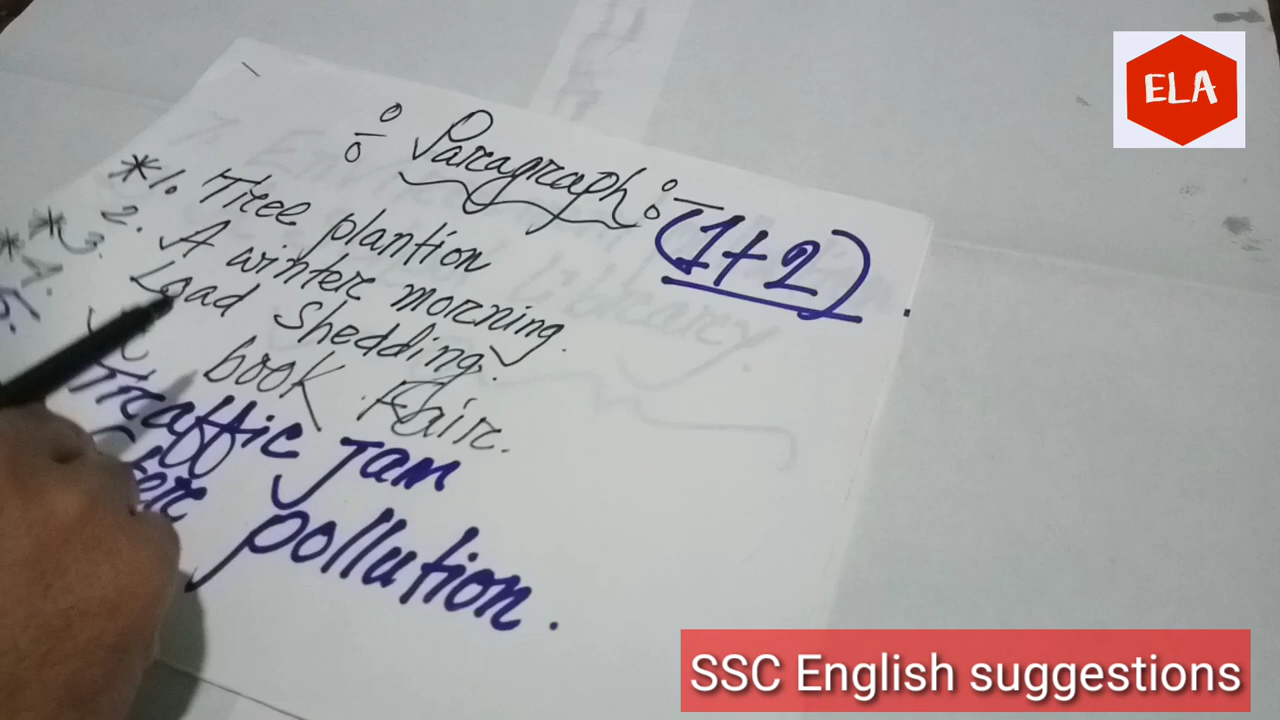 ELA
Paragraph :-
(1+2)
*1. Tree plantion
2. A winter morning.
*3. Load Shedding.
book Fair.
Traffic Jam
pollution.
SSC English suggestions